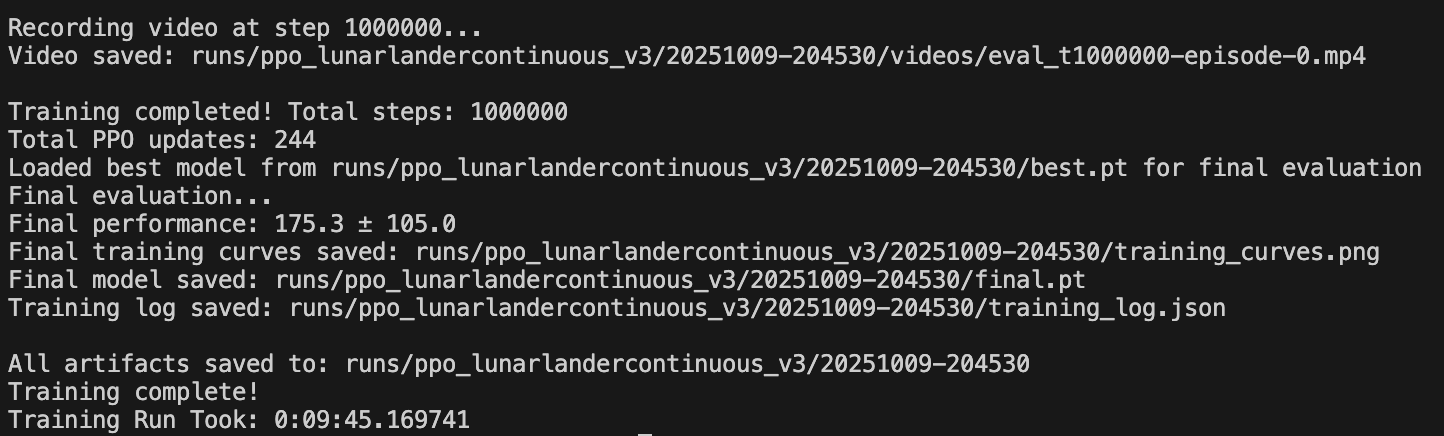 Recording video at step 1000000...
Video saved: runs/ppo_lunarlandercontinuous_v3/20251009-204530/videos/eval_t1000000-episode-0.mp4
Training completed! Total steps: 1000000
Total PPO updates: 244
Loaded best model from runs/ppo_lunarlandercontinuous_v3/20251009-204530/best.pt for final evaluation
Final evaluation...
Final performance: 175.3 ± 105.0
Final training curves saved: runs/ppo_lunarlandercontinuous_v3/20251009-204530/training_curves.png
Final model saved: runs/ppo_lunarlandercontinuous_v3/20251009-204530/final.pt
Training log saved: runs/ppo_lunarlandercontinuous_v3/20251009-204530/training_log.json
All artifacts saved to: runs/ppo_lunarlandercontinuous_v3/20251009-204530
Training complete!
Training Run Took: 0:09:45.169741